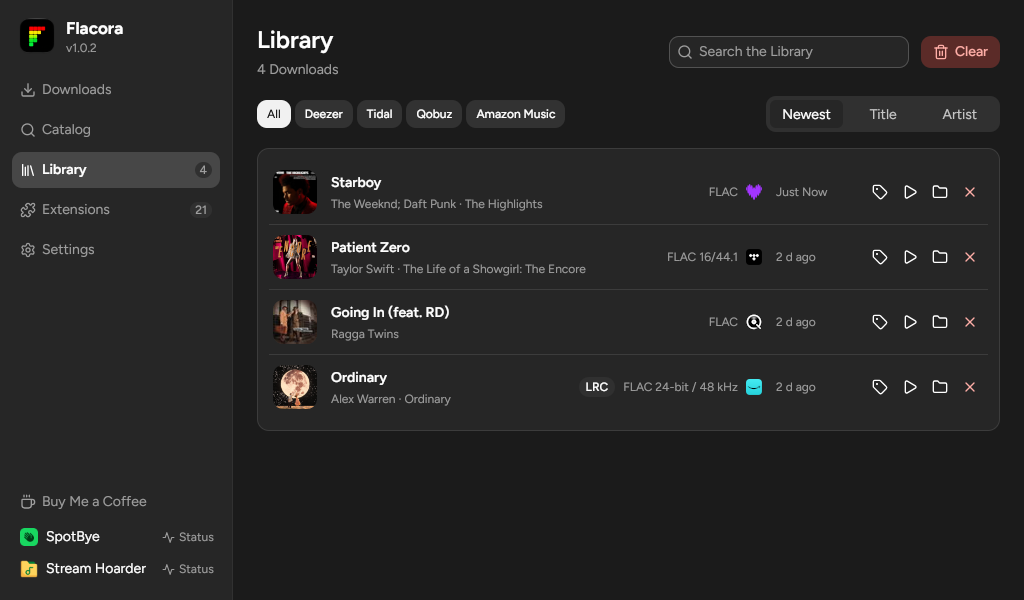 Flacora
v1.0.2
Downloads
Catalog
Library 4
Extensions 21
Settings
Buy Me a Coffee
SpotBye Status
Stream Hoarder Status
Library
4 Downloads
Search the Library
Clear
All Deezer Tidal Qobuz Amazon Music
Newest Title Artist
Starboy
The Weeknd; Daft Punk · The Highlights
FLAC Just Now
Patient Zero
Taylor Swift · The Life of a Showgirl: The Encore
FLAC 16/44.1 2 d ago
Going In (feat. RD)
Ragga Twins
FLAC 2 d ago
Ordinary
Alex Warren · Ordinary
LRC FLAC 24-bit / 48 kHz 2 d ago